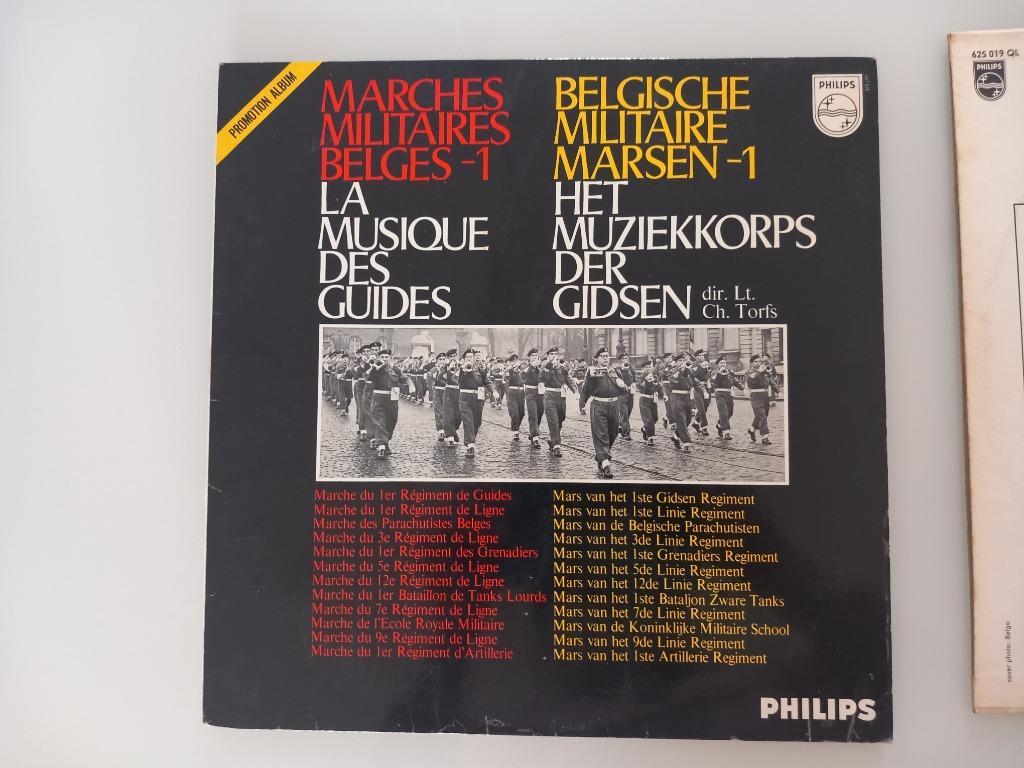 PROMOTION ALBUM
MARCHES
MILITAIRES
BELGES -1
LA
MUSIQUE
DES
GUIDES
BELGISCHE
MILITAIRE
MARSEN -1
HET
MUZIEKKORPS
DER
GIDSEN dir. Lt.
Ch. Torfs
PHILIPS
Marche du 1er Régiment de Guides
Marche du 1er Régiment de Ligne
Marche des Parachutistes Belges
Marche du 3e Régiment de Ligne
Marche du 1er Régiment des Grenadiers
Marche du 5e Régiment de Ligne
Marche du 12e Régiment de Ligne
Marche du 1er Bataillon de Tanks Lourds
Marche du 7e Régiment de Ligne
Marche de l'Ecole Royale Militaire
Marche du 9e Régiment de Ligne
Marche du 1er Régiment d'Artillerie
Mars van het 1ste Gidsen Regiment
Mars van het 1ste Linie Regiment
Mars van de Belgische Parachutisten
Mars van het 3de Linie Regiment
Mars van het 1ste Grenadiers Regiment
Mars van het 5de Linie Regiment
Mars van het 12de Linie Regiment
Mars van het 1ste Bataljon Zware Tanks
Mars van het 7de Linie Regiment
Mars van de Koninklijke Militaire School
Mars van het 9de Linie Regiment
Mars van het 1ste Artillerie Regiment
PHILIPS
625 019 QL
PHILIPS
cover photo: Belga